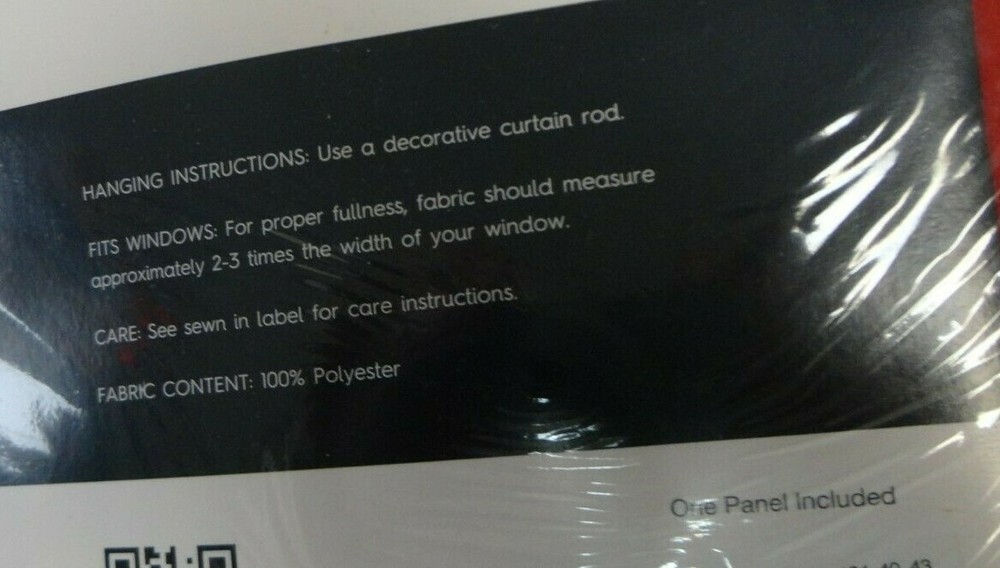 HANGING INSTRUCTIONS: Use a decorative curtain rod.
FITS WINDOWS: For proper fullness, fabric should measure
approximately 2-3 times the width of your window.
CARE: See sewn in label for care instructions.
FABRIC CONTENT: 100% Polyester
One Panel Included